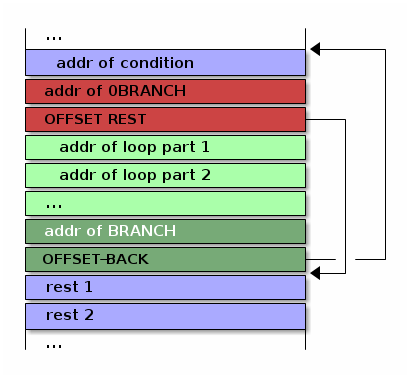 ...
addr of condition
addr of 0BRANCH
OFFSET REST
addr of loop part 1
addr of loop part 2
...
addr of BRANCH
OFFSET-BACK
rest 1
rest 2
...